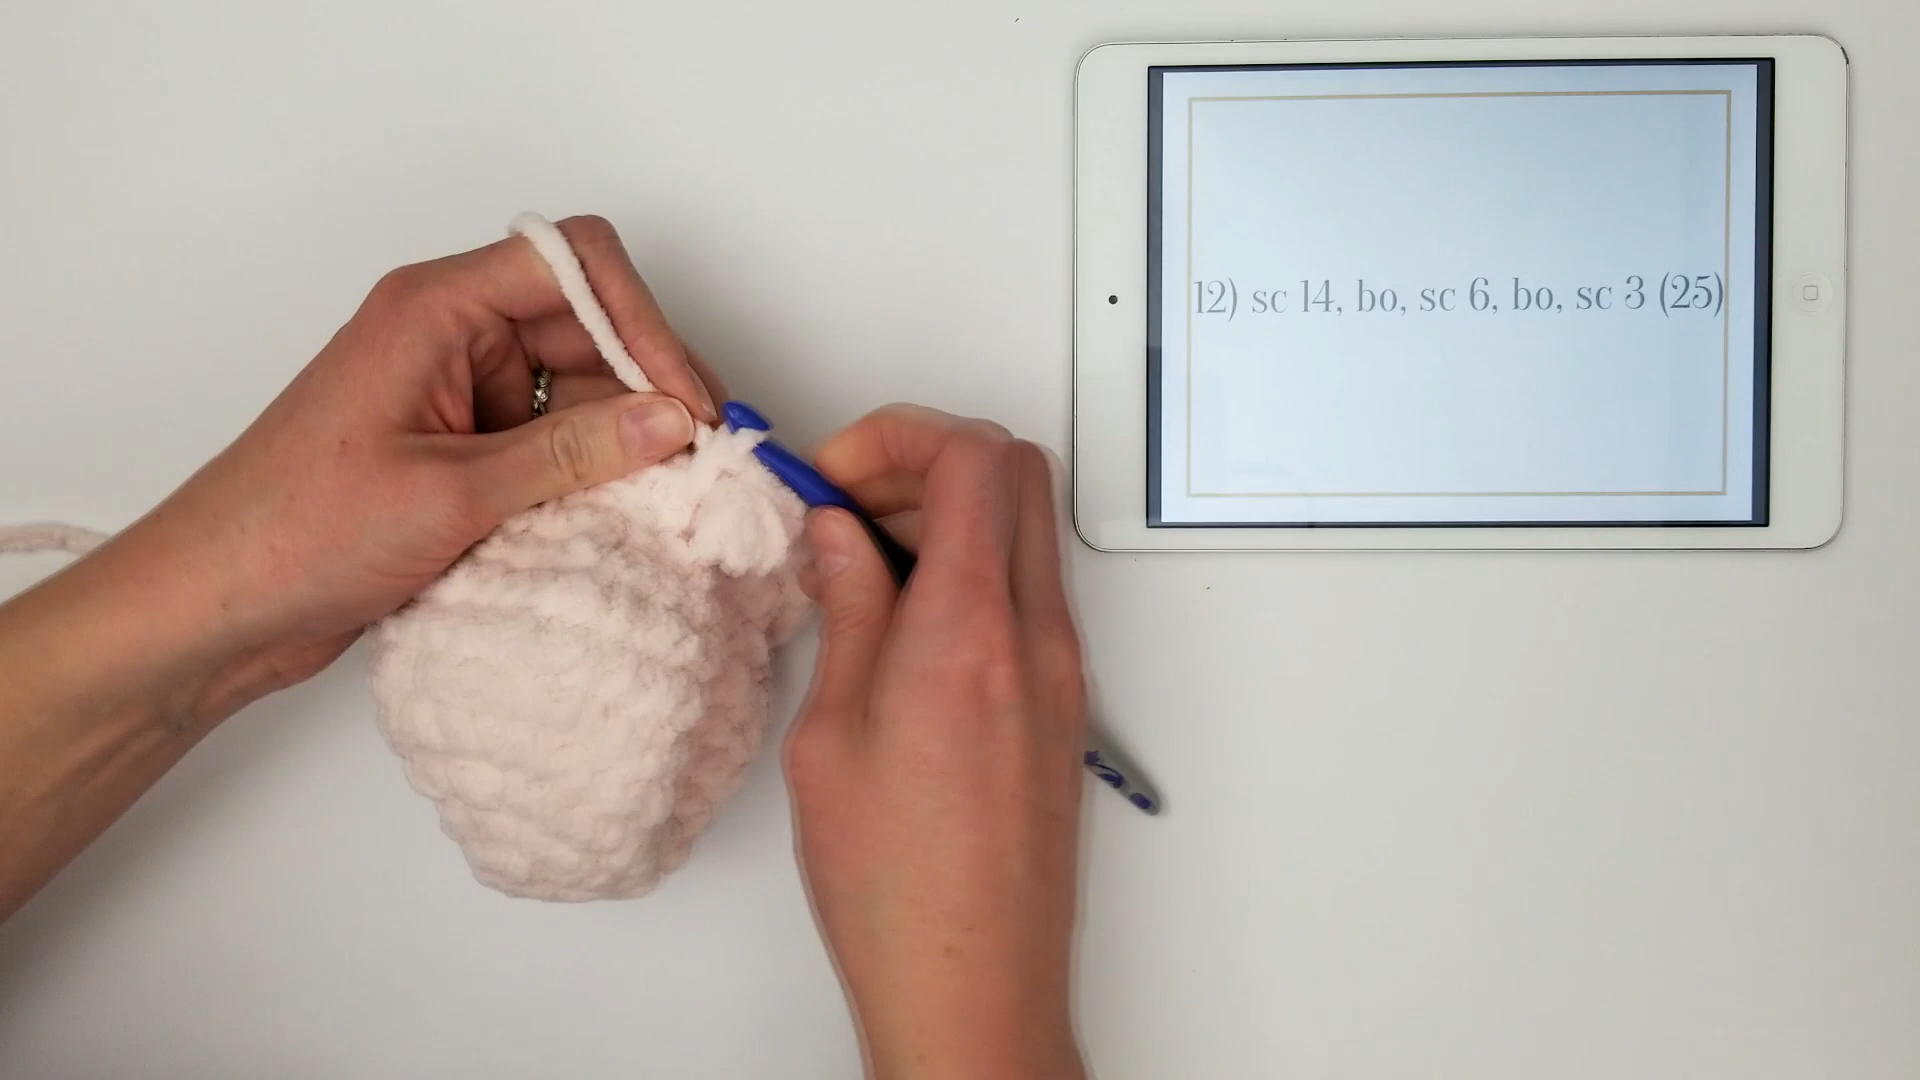 12) sc 14, bo, sc 6, bo, sc 3 (25)